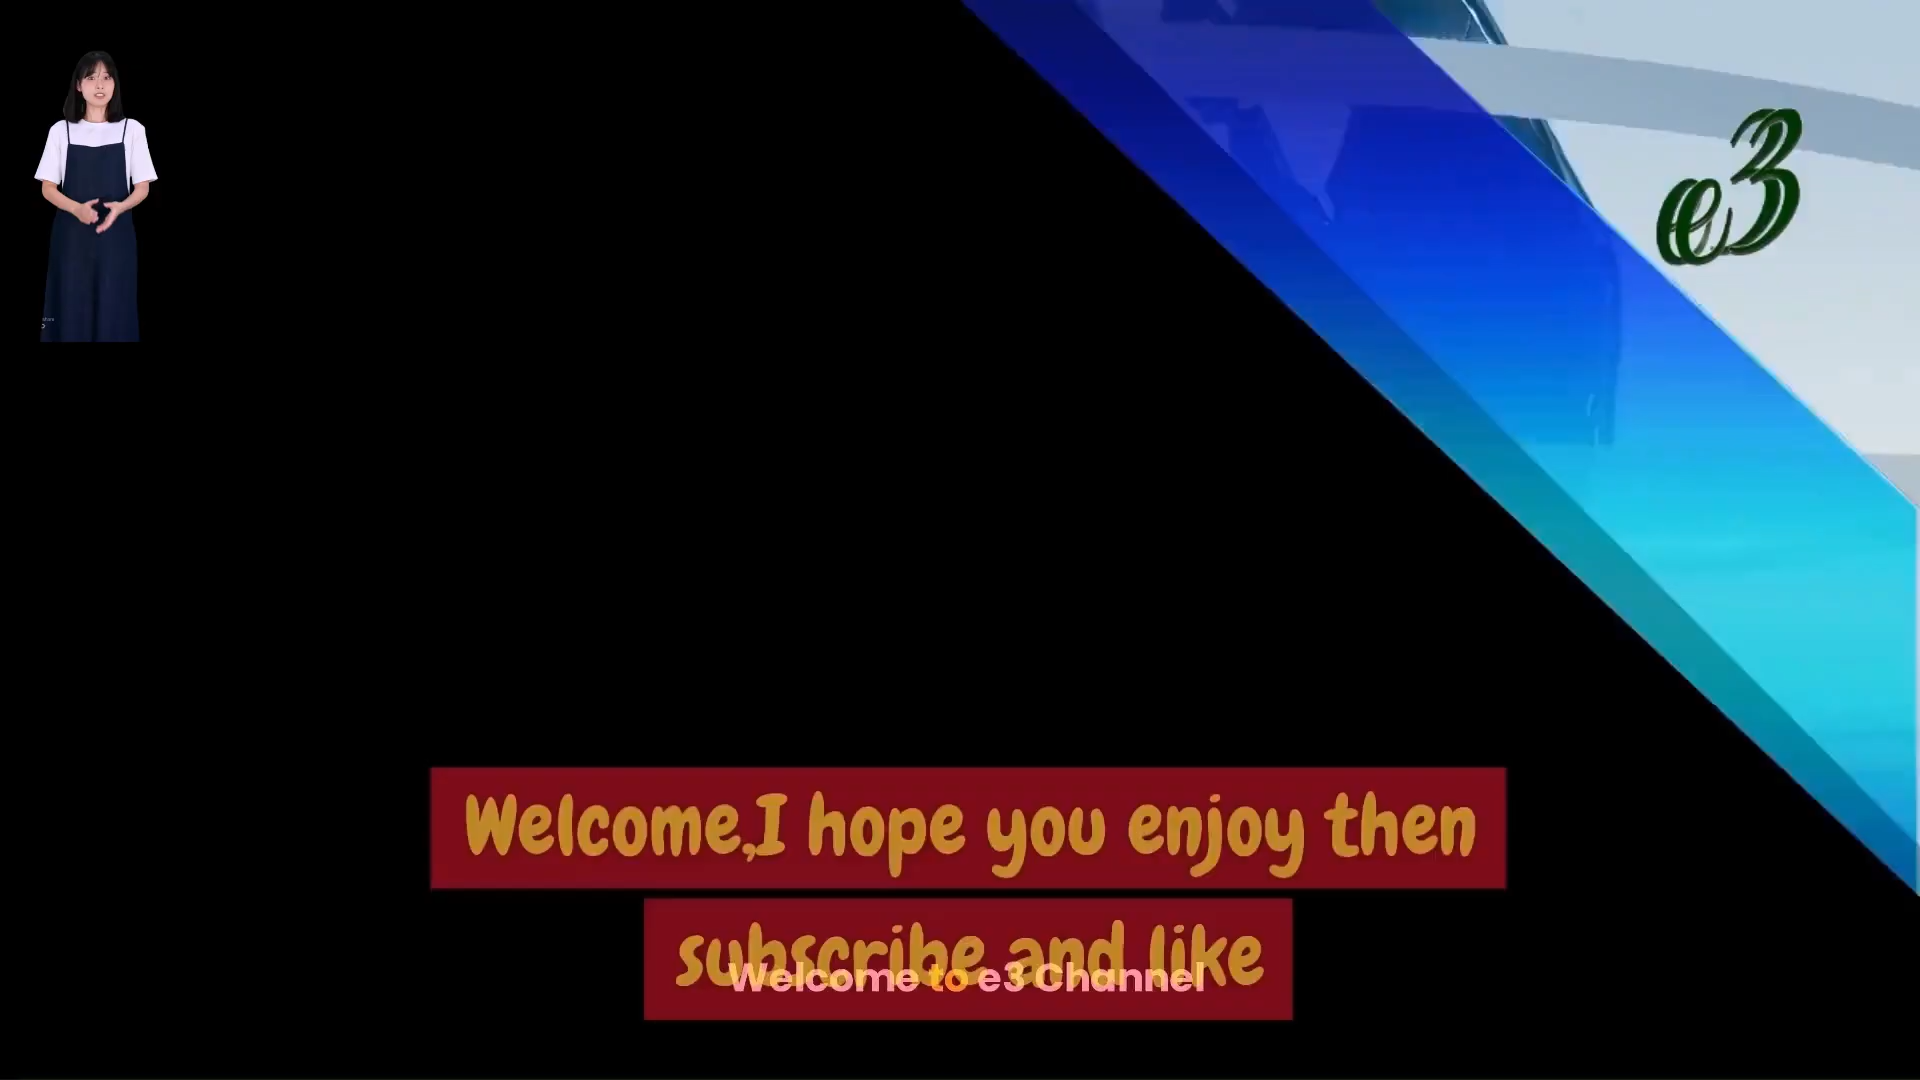 e3
Welcome,I hope you enjoy then
subscribe and like
Welcome to e3 Channel